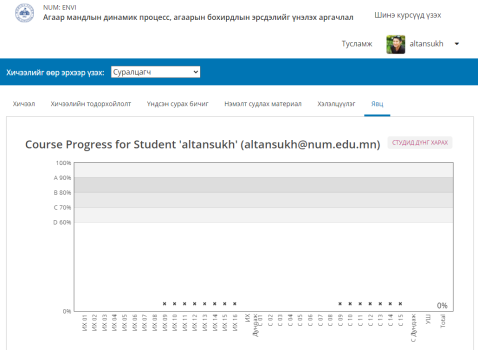 NUM: ENVI
Агаар мандлын динамик процесс, агаарын бохирдлын эрсдэлийг үнэлэх аргачлал
Шинэ курсууд үзэх
Тусламж
altansukh
Хичээлийг өөр эрхээр үзэх: Суралцагч
Хичээл
Хичээлийн тодорхойлолт
Үндсэн сурах бичиг
Нэмэлт судлах материал
Хэлэлцүүлэг
Явц
Course Progress for Student 'altansukh' (altansukh@num.edu.mn)
СТУДИД ДҮНГ ХАРАХ
100%
A 90%
B 80%
C 70%
D 60%
0%
0%
ИХ 01
ИХ 02
ИХ 03
ИХ 04
ИХ 05
ИХ 06
ИХ 07
ИХ 08
ИХ 09
ИХ 10
ИХ 11
ИХ 12
ИХ 13
ИХ 14
ИХ 15
ИХ 16
ИХ Дундаж
С 01
С 02
С 03
С 04
С 05
С 06
С 07
С 08
С 09
С 10
С 11
С 12
С 13
С 14
С 15
С Дундаж
УШ
Total